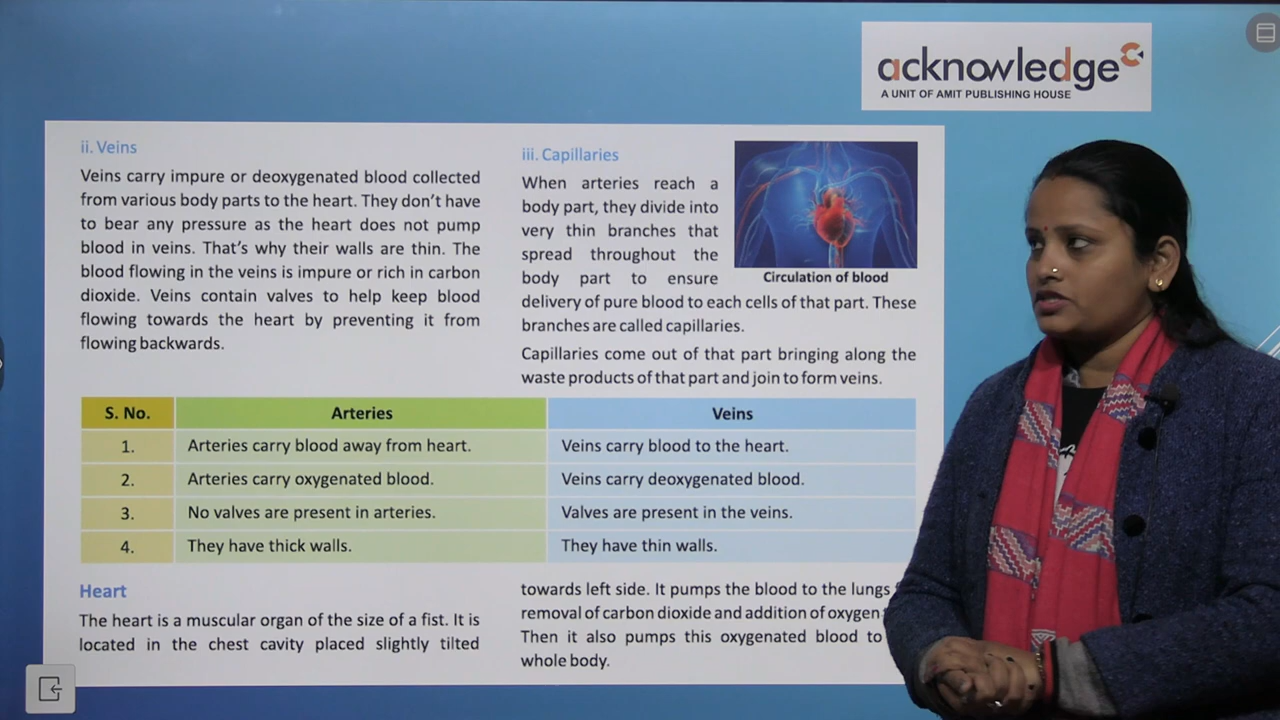 acknowledge
A UNIT OF AMIT PUBLISHING HOUSE
ii. Veins
Veins carry impure or deoxygenated blood collected
from various body parts to the heart. They don't have
to bear any pressure as the heart does not pump
blood in veins. That's why their walls are thin. The
blood flowing in the veins is impure or rich in carbon
dioxide. Veins contain valves to help keep blood
flowing towards the heart by preventing it from
flowing backwards.
iii. Capillaries
When arteries reach a
body part, they divide into
very thin branches that
spread throughout the
body part to ensure
delivery of pure blood to each cells of that part. These
branches are called capillaries.
Circulation of blood
Capillaries come out of that part bringing along the
waste products of that part and join to form veins.
S. No. Arteries Veins
1. Arteries carry blood away from heart. Veins carry blood to the heart.
2. Arteries carry oxygenated blood. Veins carry deoxygenated blood.
3. No valves are present in arteries. Valves are present in the veins.
4. They have thick walls. They have thin walls.
Heart
The heart is a muscular organ of the size of a fist. It is
located in the chest cavity placed slightly tilted
towards left side. It pumps the blood to the lungs
removal of carbon dioxide and addition of oxygen
Then it also pumps this oxygenated blood to
whole body.